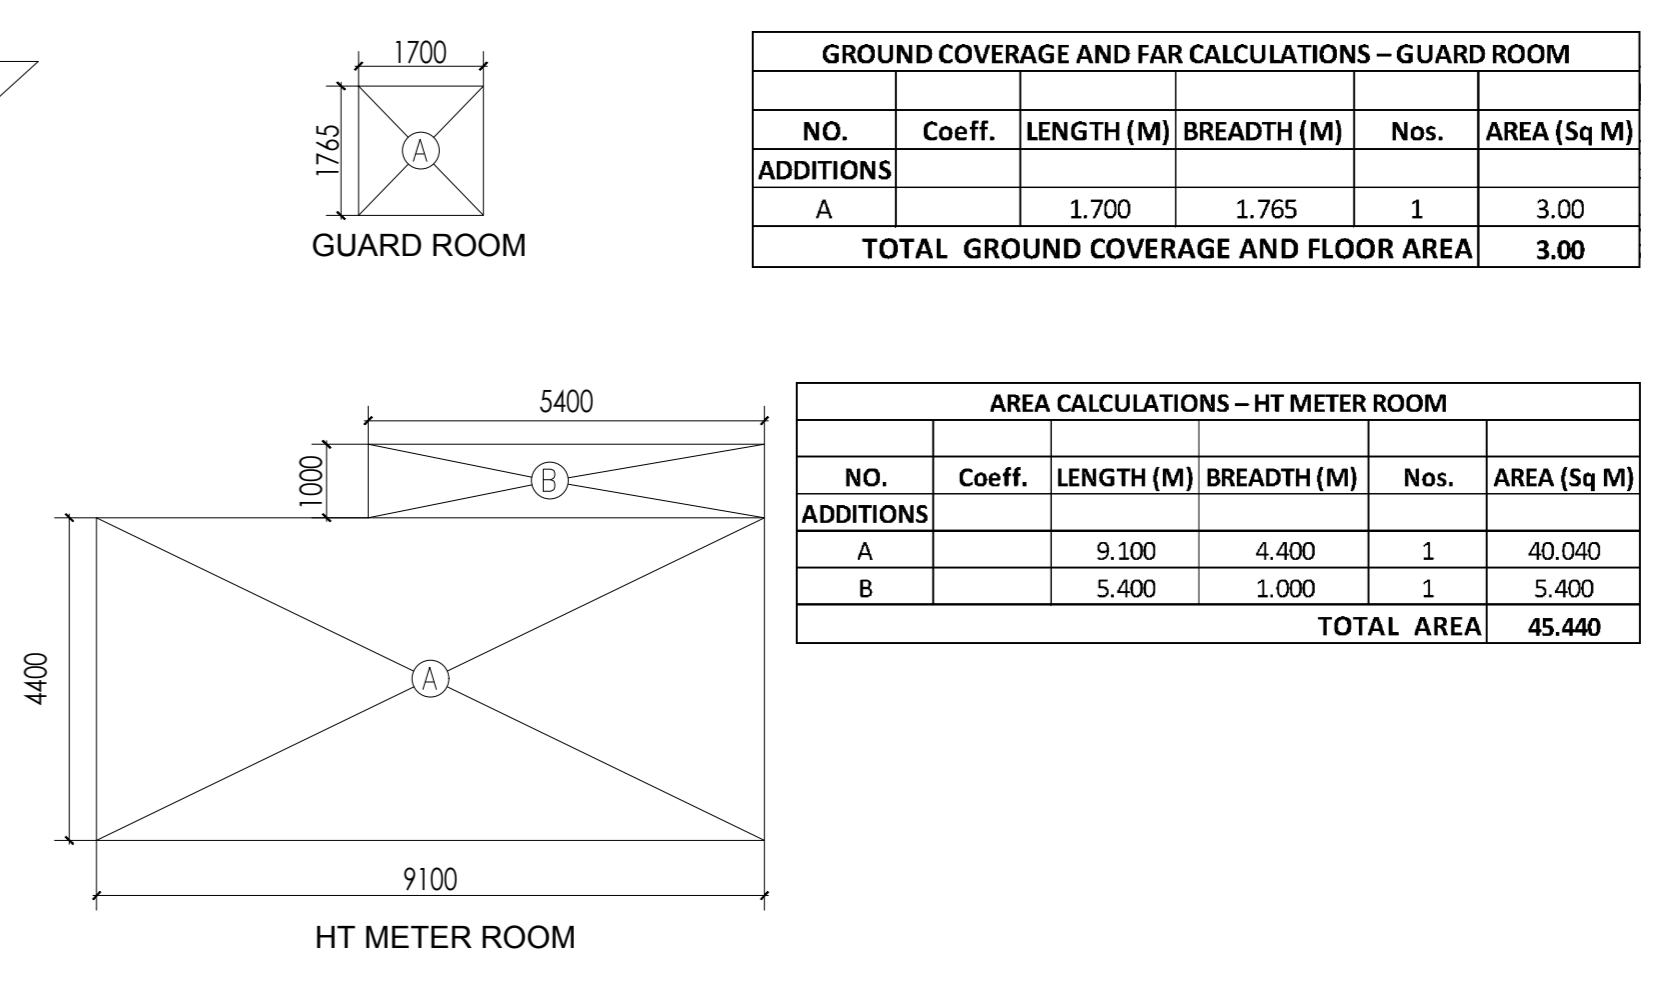 1700
1765
A
GUARD ROOM
GROUND COVERAGE AND FAR CALCULATIONS – GUARD ROOM
NO. Coeff. LENGTH (M) BREADTH (M) Nos. AREA (Sq M)
ADDITIONS
A 1.700 1.765 1 3.00
TOTAL GROUND COVERAGE AND FLOOR AREA 3.00
5400
1000
B
4400
A
9100
HT METER ROOM
AREA CALCULATIONS – HT METER ROOM
NO. Coeff. LENGTH (M) BREADTH (M) Nos. AREA (Sq M)
ADDITIONS
A 9.100 4.400 1 40.040
B 5.400 1.000 1 5.400
TOTAL AREA 45.440